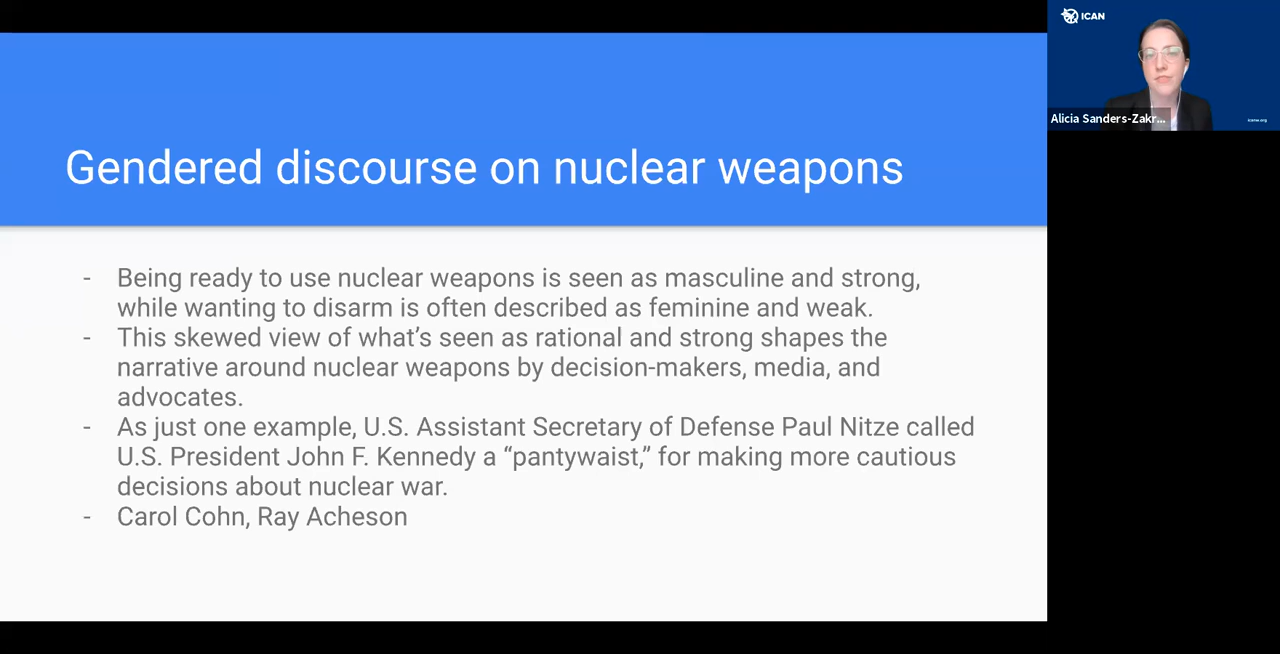 Gendered discourse on nuclear weapons
- Being ready to use nuclear weapons is seen as masculine and strong,
while wanting to disarm is often described as feminine and weak.
- This skewed view of what's seen as rational and strong shapes the
narrative around nuclear weapons by decision-makers, media, and
advocates.
- As just one example, U.S. Assistant Secretary of Defense Paul Nitze called
U.S. President John F. Kennedy a “pantywaist,” for making more cautious
decisions about nuclear war.
- Carol Cohn, Ray Acheson
ICAN
Alicia Sanders-Zakr...